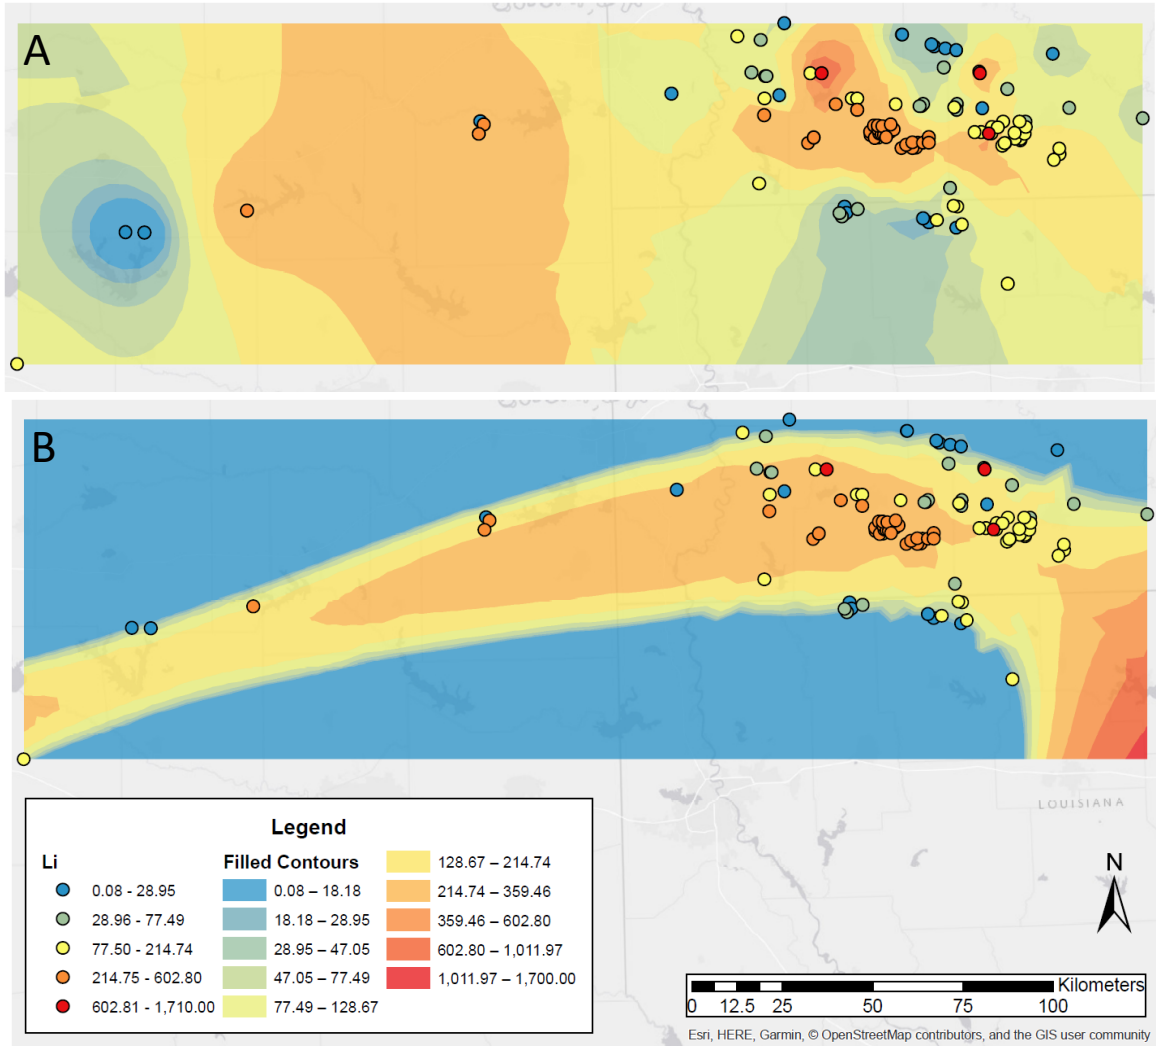 A
B
LOUISIANA
Legend
Li
0.08 - 28.95
28.96 - 77.49
77.50 - 214.74
214.75 - 602.80
602.81 - 1,710.00
Filled Contours
0.08 – 18.18
18.18 – 28.95
28.95 – 47.05
47.05 – 77.49
77.49 – 128.67
128.67 – 214.74
214.74 – 359.46
359.46 – 602.80
602.80 – 1,011.97
1,011.97 – 1,700.00
N
Kilometers
0 12.5 25 50 75 100
Esri, HERE, Garmin, © OpenStreetMap contributors, and the GIS user community